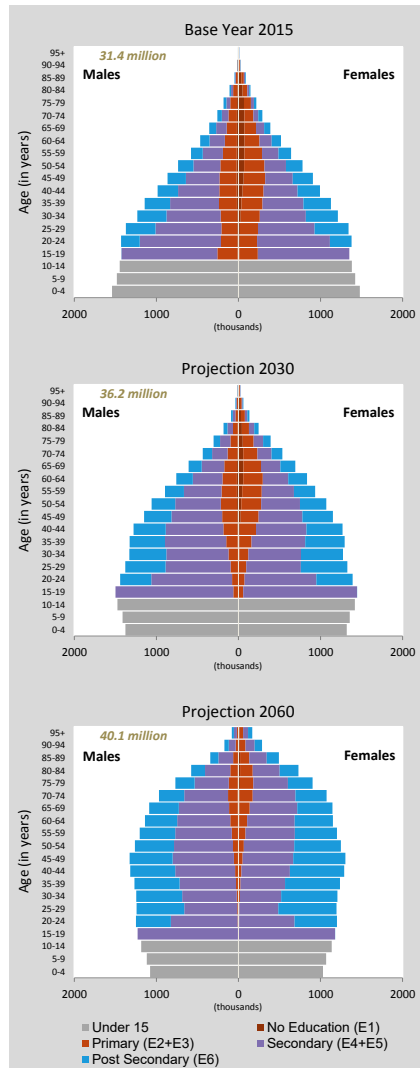 Base Year 2015
31.4 million
Males
Females
Age (in years)
95+
90-94
85-89
80-84
75-79
70-74
65-69
60-64
55-59
50-54
45-49
40-44
35-39
30-34
25-29
20-24
15-19
10-14
5-9
0-4
2000 1000 0 1000 2000
(thousands)
Projection 2030
36.2 million
Males
Females
Age (in years)
95+
90-94
85-89
80-84
75-79
70-74
65-69
60-64
55-59
50-54
45-49
40-44
35-39
30-34
25-29
20-24
15-19
10-14
5-9
0-4
2000 1000 0 1000 2000
(thousands)
Projection 2060
40.1 million
Males
Females
Age (in years)
95+
90-94
85-89
80-84
75-79
70-74
65-69
60-64
55-59
50-54
45-49
40-44
35-39
30-34
25-29
20-24
15-19
10-14
5-9
0-4
2000 1000 0 1000 2000
(thousands)
Under 15 No Education (E1)
Primary (E2+E3) Secondary (E4+E5)
Post Secondary (E6)